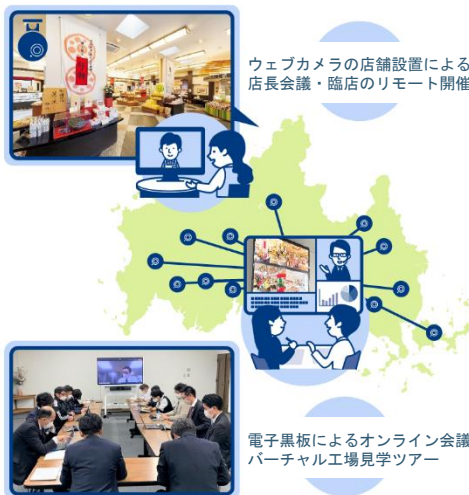 ウェブカメラの店舗設置による
店長会議・臨店のリモート開催
電子黒板によるオンライン会議
バーチャル工場見学ツアー